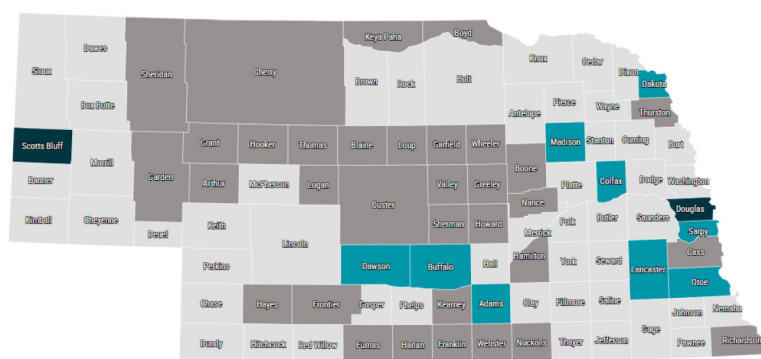 Keya Paha
Boyd
Dawes
Sioux
Sheridan
Cherry
Knox
Cedar
Dixon
Dakota
Brown
Rock
Holt
Box Butte
Antelope
Pierce
Wayne
Thurston
Scotts Bluff
Morrill
Grant
Hooker
Thomas
Blaine
Loup
Garfield
Wheeler
Madison
Stanton
Cuming
Burt
Boone
Banner
Garden
Arthur
McPherson
Logan
Valley
Greeley
Platte
Colfax
Dodge
Washington
Custer
Nance
Kimball
Cheyenne
Deuel
Keith
Lincoln
Sherman
Howard
Merrick
Polk
Butler
Saunders
Douglas
Sarpy
Perkins
Dawson
Buffalo
Hall
Hamilton
York
Seward
Lancaster
Cass
Otoe
Chase
Hayes
Frontier
Gosper
Phelps
Kearney
Adams
Clay
Fillmore
Saline
Johnson
Nemaha
Dundy
Hitchcock
Red Willow
Furnas
Harlan
Franklin
Webster
Nuckolls
Thayer
Jefferson
Gage
Pawnee
Richardson